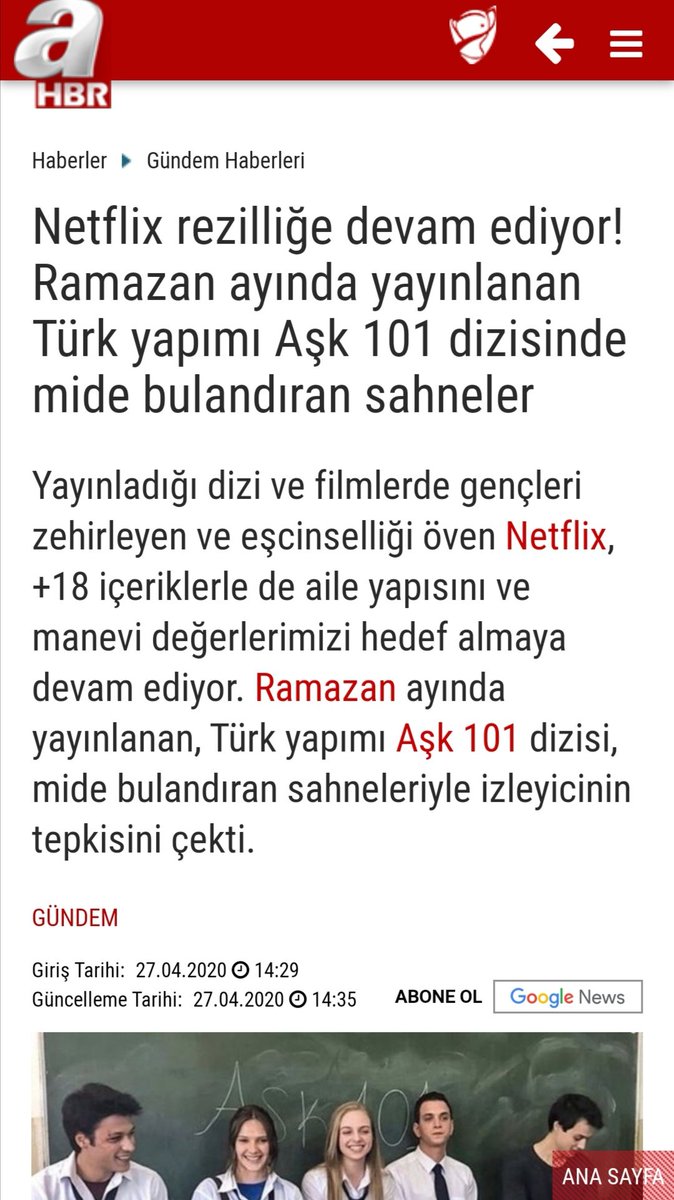 a
HBR
Haberler
Gündem Haberleri
Netflix rezilliğe devam ediyor!
Ramazan ayında yayınlanan
Türk yapımı Aşk 101 dizisinde
mide bulandıran sahneler
Yayınladığı dizi ve filmlerde gençleri
zehirleyen ve eşcinselliği öven Netflix,
+18 içeriklerle de aile yapısını ve
manevi değerlerimizi hedef almaya
devam ediyor. Ramazan ayında
yayınlanan, Türk yapımı Aşk 101 dizisi,
mide bulandıran sahneleriyle izleyicinin
tepkisini çekti.
GÜNDEM
Giriş Tarihi: 27.04.2020 14:29
Güncelleme Tarihi: 27.04.2020 14:35
ABONE OL
Google News
Aşk 101
ANA SAYFA